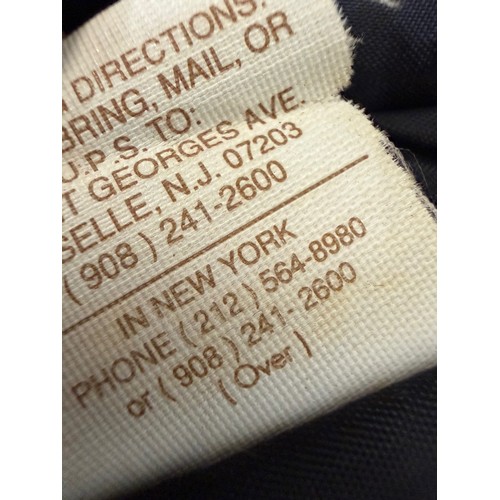 DIRECTIONS:
BRING, MAIL, OR
U.P.S. TO:
GEORGES AVE.
SELLE, N.J. 07203
( 908 ) 241-2600
IN NEW YORK
PHONE ( 212 ) 564-8980
or ( 908 ) 241- 2600
( Over )